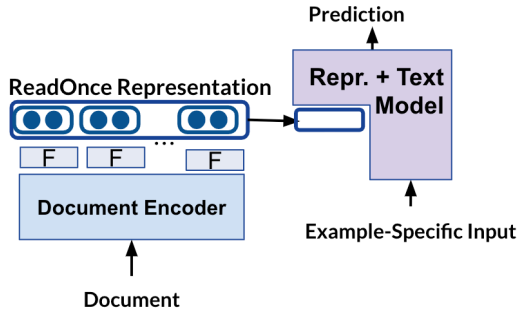 Prediction
Repr. + Text
Model
ReadOnce Representation
...
F F F
Document Encoder
Example-Specific Input
Document